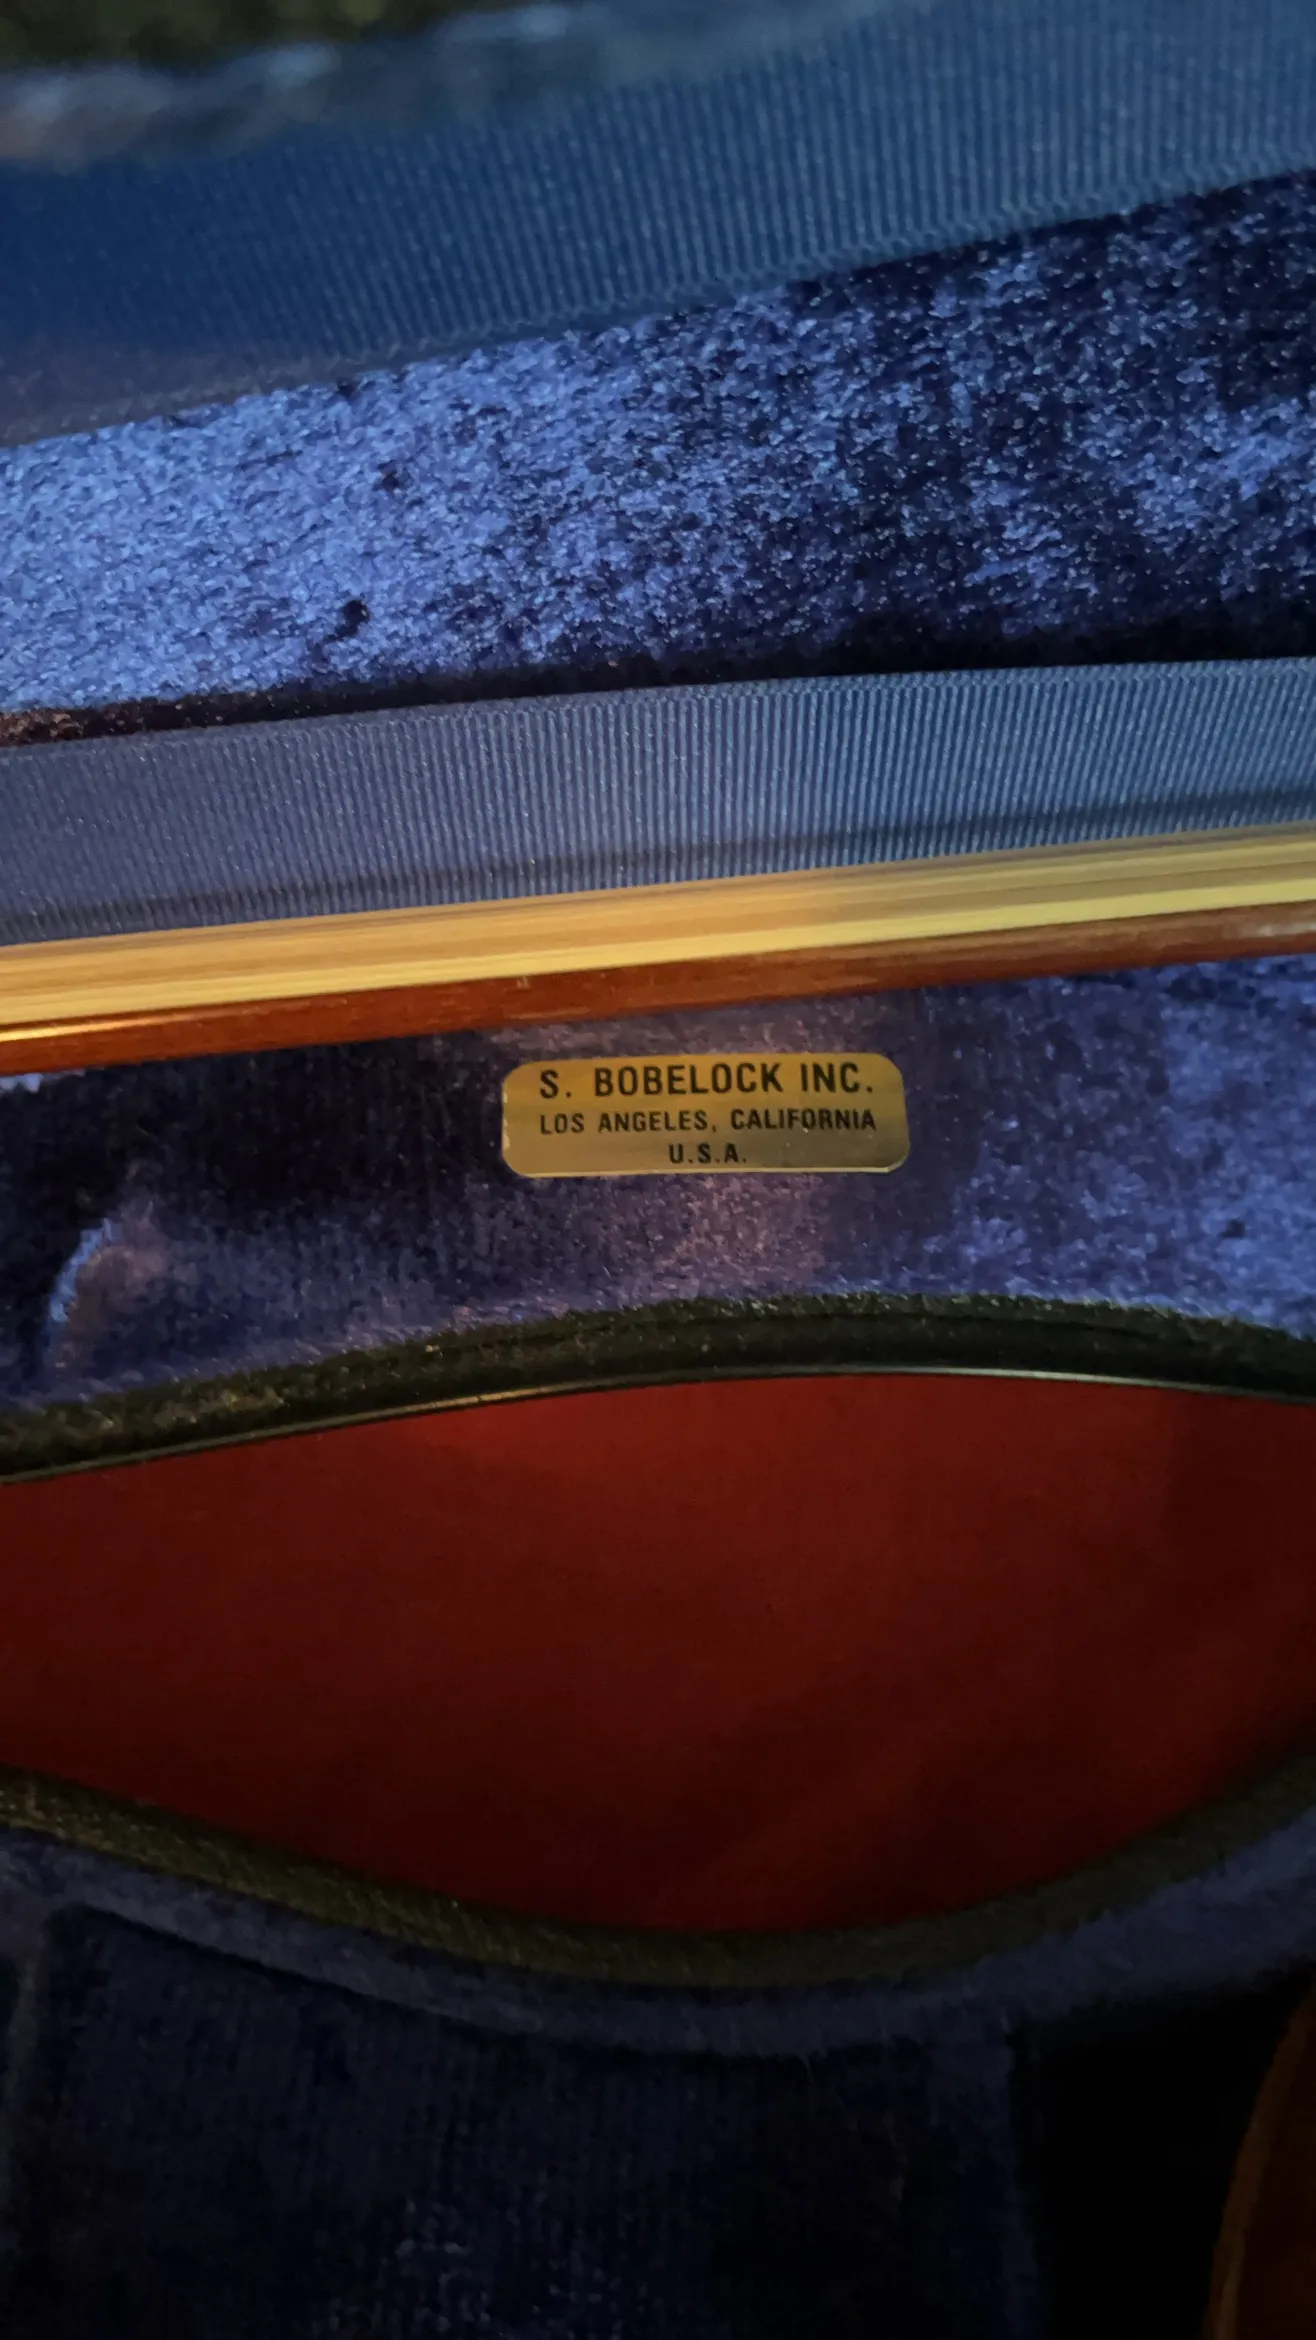 S. BOBELOCK INC.
LOS ANGELES, CALIFORNIA
U.S.A.